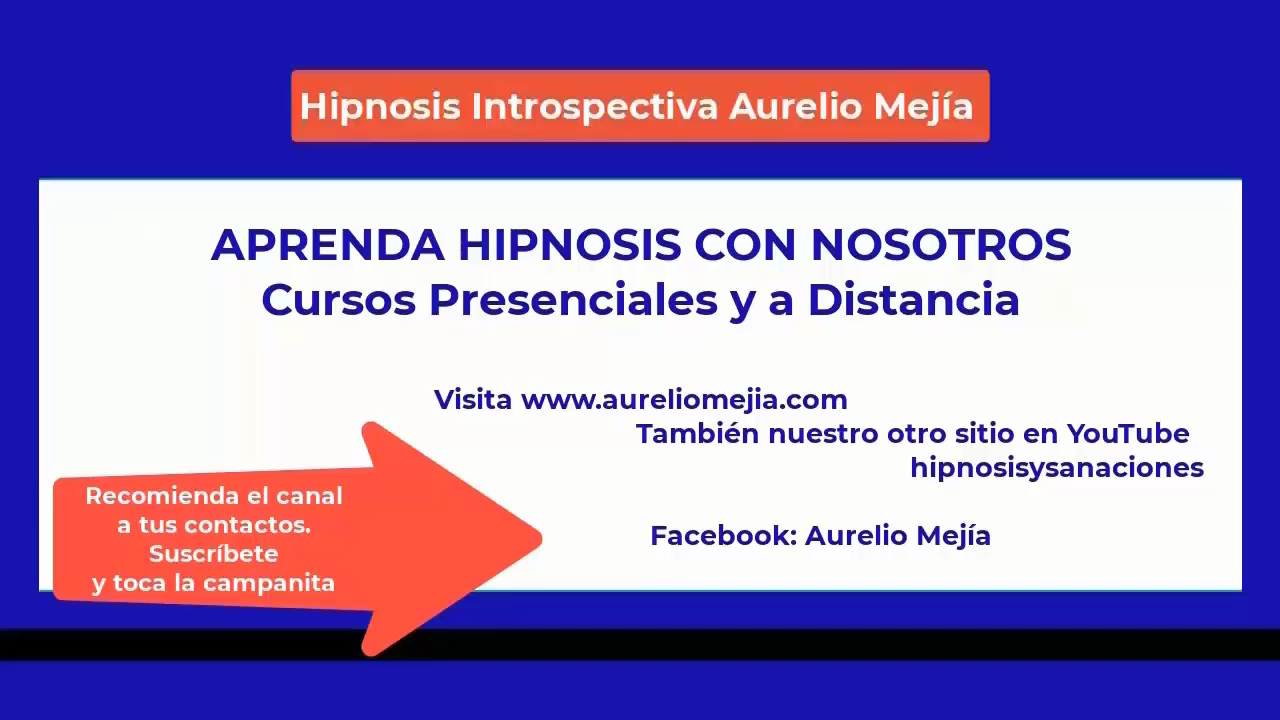 Hipnosis Introspectiva Aurelio Mejía
APRENDA HIPNOSIS CON NOSOTROS
Cursos Presenciales y a Distancia
Visita www.aureliomejia.com
También nuestro otro sitio en YouTube
hipnosisysanaciones
Facebook: Aurelio Mejía
Recomienda el canal
a tus contactos.
Suscríbete
y toca la campanita